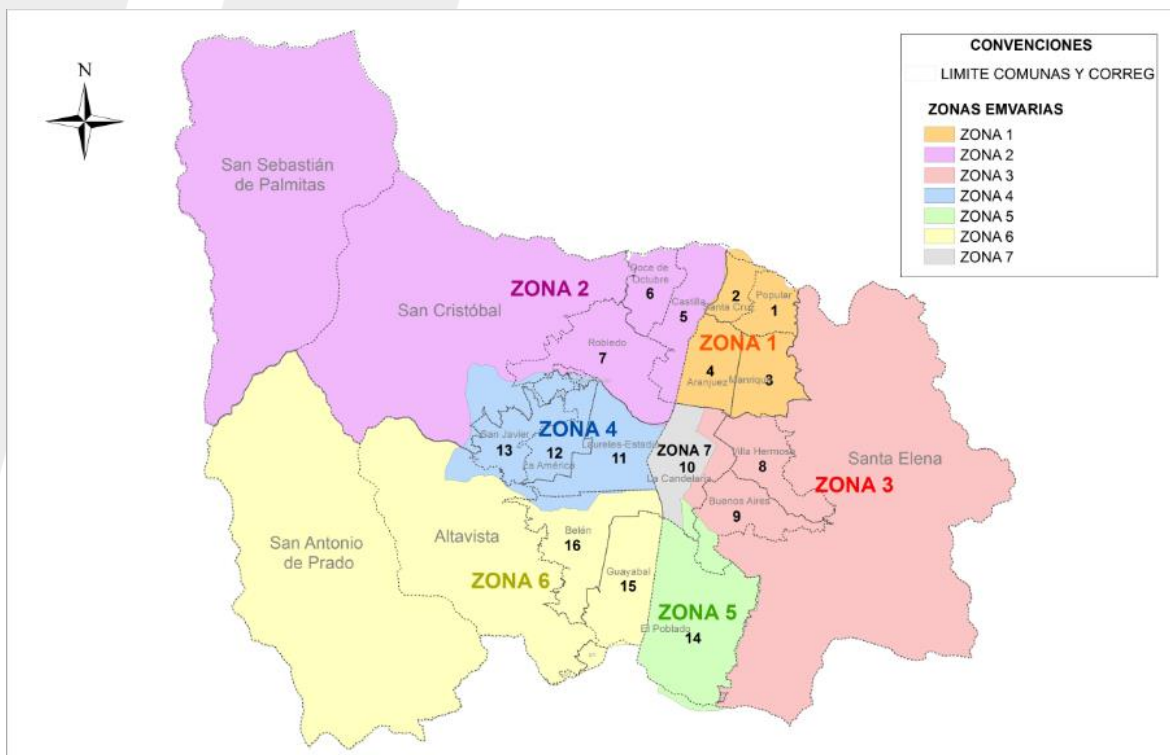 CONVENCIONES
LIMITE COMUNAS Y CORREG
ZONAS EMVARIAS
ZONA 1
ZONA 2
ZONA 3
ZONA 4
ZONA 5
ZONA 6
ZONA 7
N
San Sebastián
de Palmitas
San Cristóbal
ZONA 2
Doce de
Octubre
6
Castilla
5
Robledo
7
2
Santa Cruz
Popular
1
ZONA 1
4
Aranjuez
Manrique
3
ZONA 4
San Javier
13
12
La América
Laureles-Estadio
11
ZONA 7
10
La Candelaria
Villa Hermosa
8
Santa Elena
ZONA 3
Buenos Aires
9
Altavista
San Antonio
de Prado
Belén
16
ZONA 6
Guayabal
15
ZONA 5
El Poblado
14